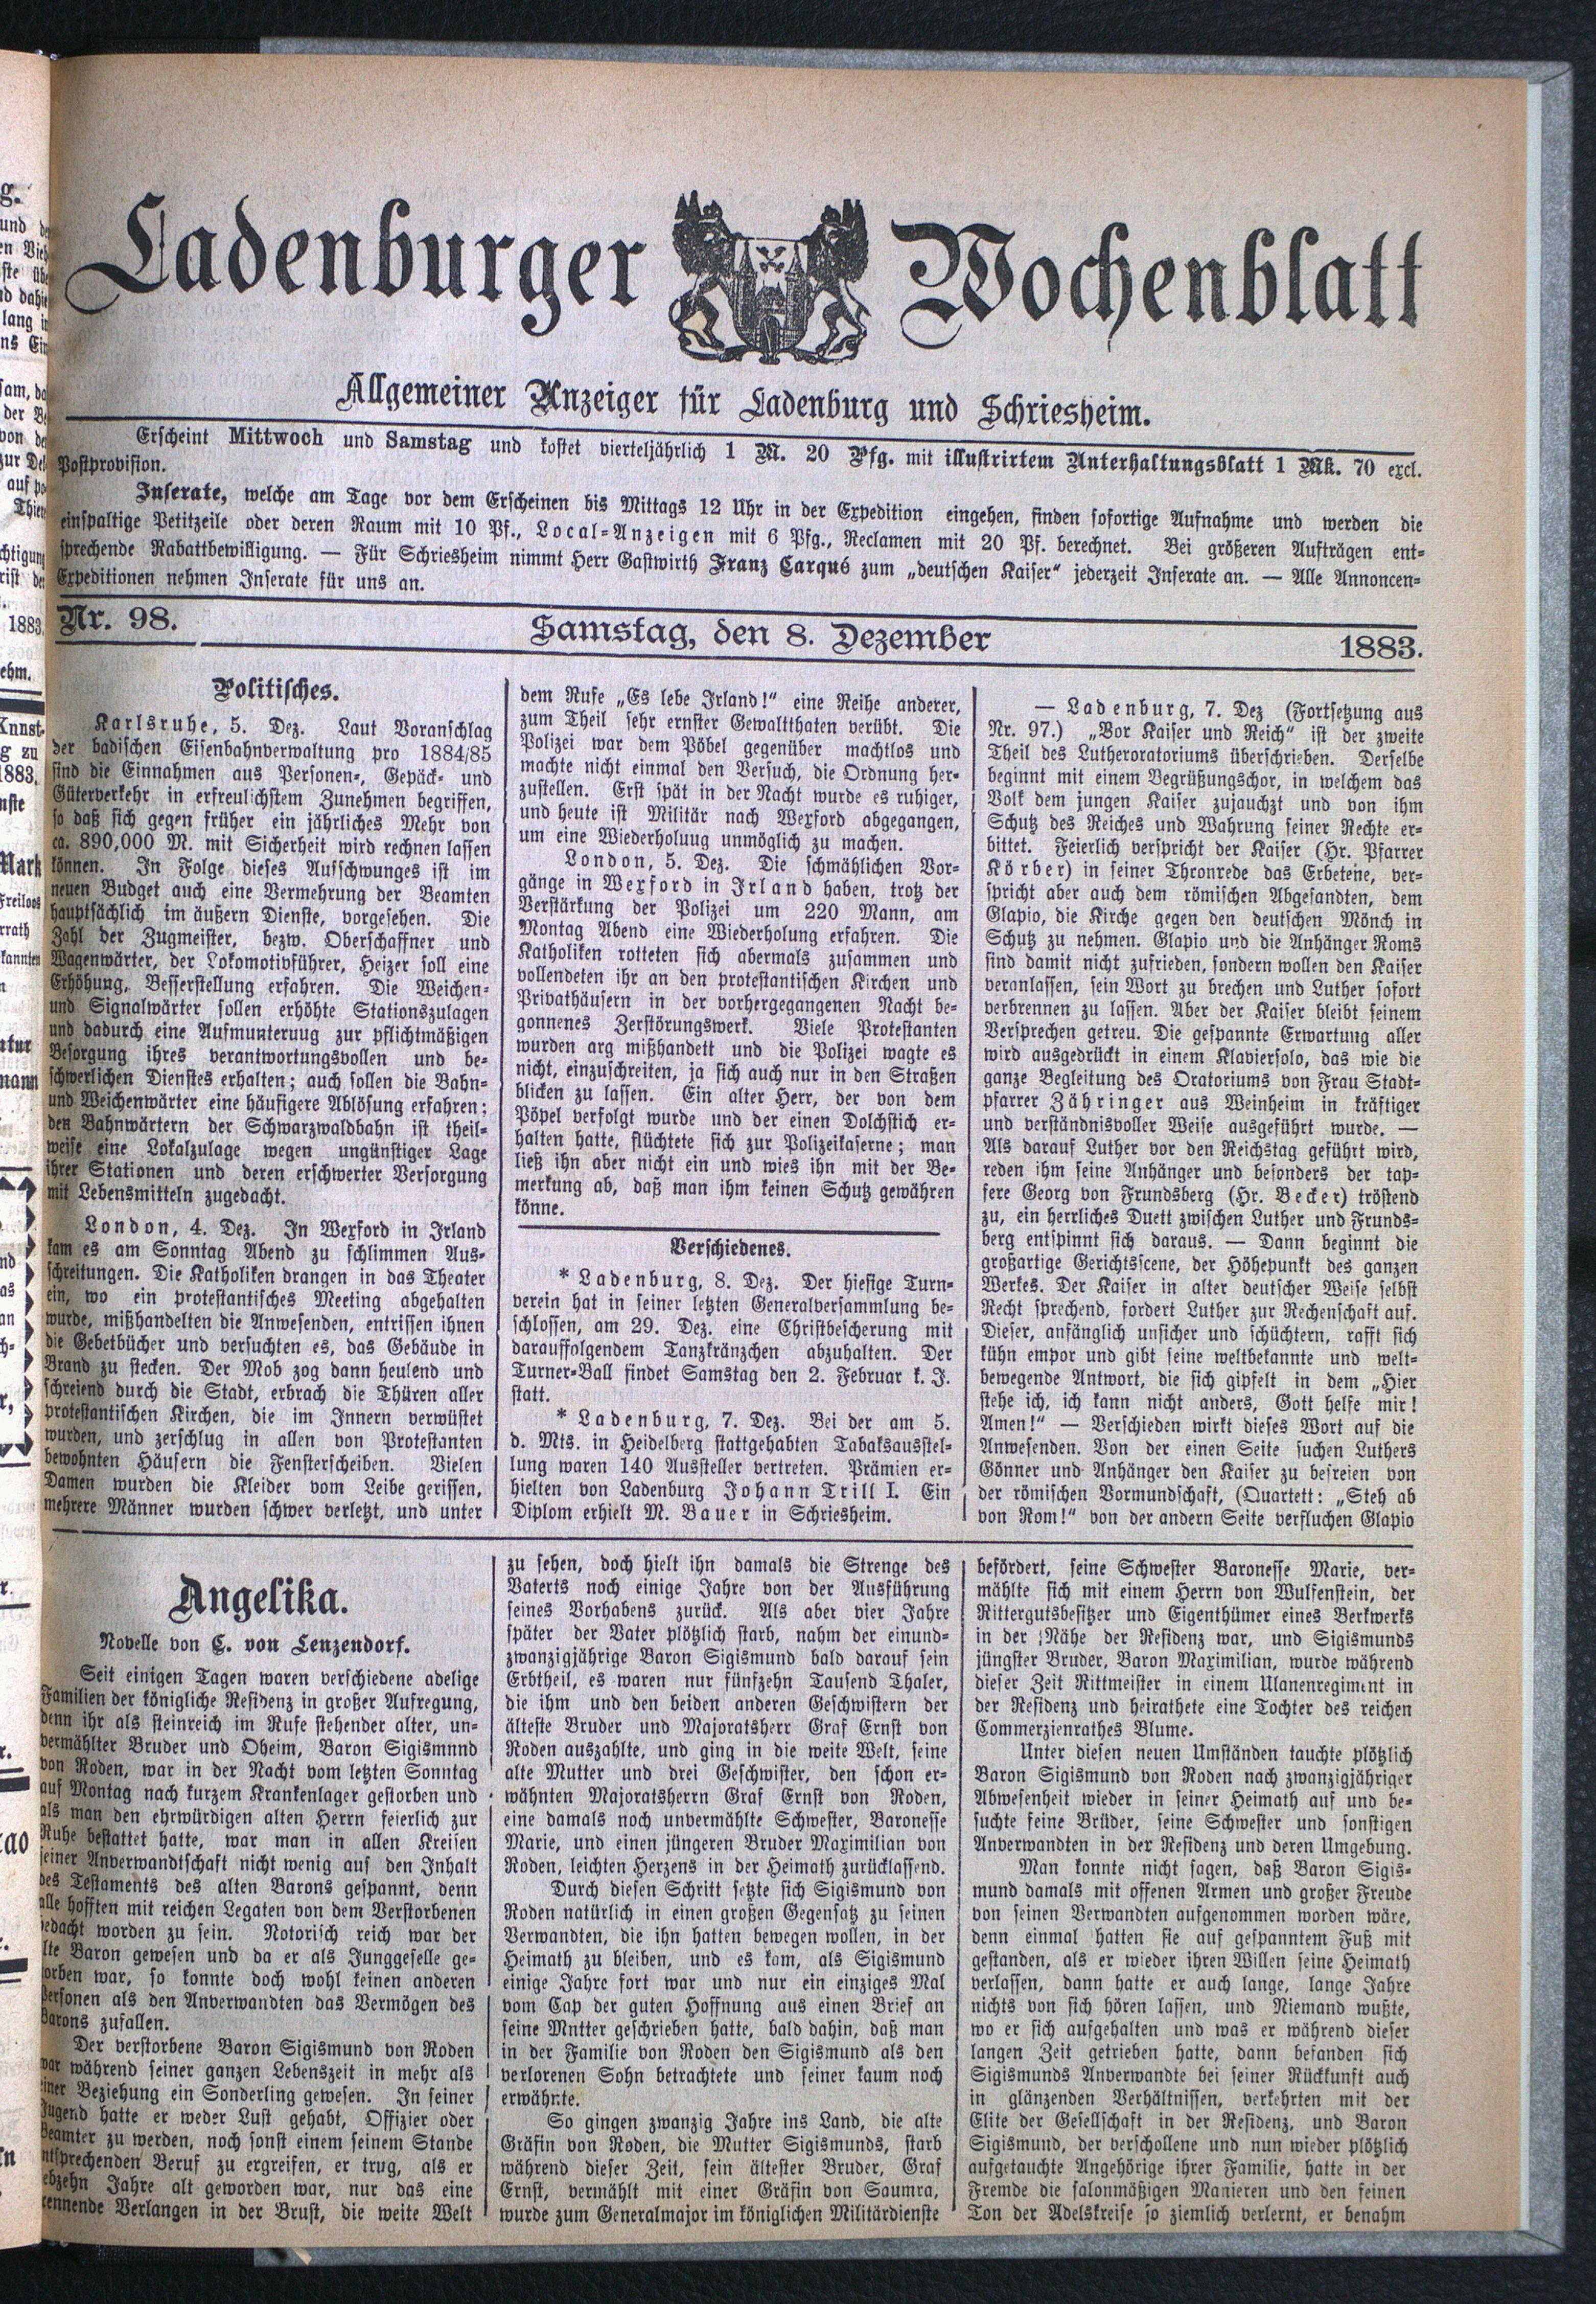 Ladenburger Wochenblatt
Allgemeiner Anzeiger für Ladenburg und Schriesheim.
Erscheint Mittwoch und Samstag und kostet vierteljährlich 1 M. 20 Pfg. mit illustrirtem Unterhaltungsblatt 1 Mk. 70 excl.
Postprovision.
Inserate, welche am Tage vor dem Erscheinen bis Mittags 12 Uhr in der Expedition eingehen, finden sofortige Aufnahme und werden die
einspaltige Petitzeile oder deren Raum mit 10 Pf., Local-Anzeigen mit 6 Pfg., Reclamen mit 20 Pf. berechnet. Bei größeren Aufträgen ent-
sprechende Rabattbewilligung. — Für Schriesheim nimmt Herr Gastwirth Franz Carqué zum „deutschen Kaiser“ jederzeit Inserate an. — Alle Annoncen-
Expeditionen nehmen Inserate für uns an.
Nr. 98. Samstag, den 8. Dezember 1883.
Politisches.
Karlsruhe, 5. Dez. Laut Voranschlag
der badischen Eisenbahnverwaltung pro 1884/85
sind die Einnahmen aus Personen-, Gepäck- und
Güterverkehr in erfreulichstem Zunehmen begriffen,
so daß sich gegen früher ein jährliches Mehr von
ca. 890,000 M. mit Sicherheit wird rechnen lassen
können. In Folge dieses Aufschwunges ist im
neuen Budget auch eine Vermehrung der Beamten
hauptsächlich im äußern Dienste, vorgesehen. Die
Zahl der Zugmeister, bezw. Oberschaffner und
Wagenwärter, der Lokomotivführer, Heizer soll eine
Erhöhung, Besserstellung erfahren. Die Weichen-
und Signalwärter sollen erhöhte Stationszulagen
und dadurch eine Aufmunteruug zur pflichtmäßigen
Besorgung ihres verantwortungsvollen und be-
schwerlichen Dienstes erhalten; auch sollen die Bahn-
und Weichenwärter eine häufigere Ablösung erfahren;
den Bahnwärtern der Schwarzwaldbahn ist theil-
weise eine Lokalzulage wegen ungünstiger Lage
ihrer Stationen und deren erschwerter Versorgung
mit Lebensmitteln zugedacht.
London, 4. Dez. In Wexford in Irland
kam es am Sonntag Abend zu schlimmen Aus-
schreitungen. Die Katholiken drangen in das Theater
ein, wo ein protestantisches Meeting abgehalten
wurde, mißhandelten die Anwesenden, entrissen ihnen
die Gebetbücher und versuchten es, das Gebäude in
Brand zu stecken. Der Mob zog dann heulend und
schreiend durch die Stadt, erbrach die Thüren aller
protestantischen Kirchen, die im Innern verwüstet
wurden, und zerschlug in allen von Protestanten
bewohnten Häusern die Fensterscheiben. Vielen
Damen wurden die Kleider vom Leibe gerissen,
mehrere Männer wurden schwer verletzt, und unter
dem Rufe „Es lebe Irland!“ eine Reihe anderer,
zum Theil sehr ernster Gewaltthaten verübt. Die
Polizei war dem Pöbel gegenüber machtlos und
machte nicht einmal den Versuch, die Ordnung her-
zustellen. Erst spät in der Nacht wurde es ruhiger,
und heute ist Militär nach Wexford abgegangen,
um eine Wiederholuug unmöglich zu machen.
London, 5. Dez. Die schmählichen Vor-
gänge in Wexford in Irland haben, trotz der
Verstärkung der Polizei um 220 Mann, am
Montag Abend eine Wiederholung erfahren. Die
Katholiken rotteten sich abermals zusammen und
vollendeten ihr an den protestantischen Kirchen und
Privathäusern in der vorhergegangenen Nacht be-
gonnenes Zerstörungswerk. Viele Protestanten
wurden arg mißhandett und die Polizei wagte es
nicht, einzuschreiten, ja sich auch nur in den Straßen
blicken zu lassen. Ein alter Herr, der von dem
Pöpel verfolgt wurde und der einen Dolchstich er-
halten hatte, flüchtete sich zur Polizeikaserne; man
ließ ihn aber nicht ein und wies ihn mit der Be-
merkung ab, daß man ihm keinen Schutz gewähren
könne.
Verschiedenes.
* Ladenburg, 8. Dez. Der hiesige Turn-
verein hat in seiner letzten Generalversammlung be-
schlossen, am 29. Dez. eine Christbescherung mit
darauffolgendem Tanzkränzchen abzuhalten. Der
Turner-Ball findet Samstag den 2. Februar k. J.
statt.
* Ladenburg, 7. Dez. Bei der am 5.
d. Mts. in Heidelberg stattgehabten Tabaksausstel-
lung waren 140 Aussteller vertreten. Prämien er-
hielten von Ladenburg Johann Trill I. Ein
Diplom erhielt M. Bauer in Schriesheim.
— Ladenburg, 7. Dez (Fortsetzung aus
Nr. 97.) „Vor Kaiser und Reich“ ist der zweite
Theil des Lutheroratoriums überschrieben. Derselbe
beginnt mit einem Begrüßungschor, in welchem das
Volk dem jungen Kaiser zujauchzt und von ihm
Schutz des Reiches und Wahrung seiner Rechte er-
bittet. Feierlich verspricht der Kaiser (Hr. Pfarrer
Körber) in seiner Thronrede das Erbetene, ver-
spricht aber auch dem römischen Abgesandten, dem
Glapio, die Kirche gegen den deutschen Mönch in
Schutz zu nehmen. Glapio und die Anhänger Roms
sind damit nicht zufrieden, sondern wollen den Kaiser
veranlassen, sein Wort zu brechen und Luther sofort
verbrennen zu lassen. Aber der Kaiser bleibt seinem
Versprechen getreu. Die gespannte Erwartung aller
wird ausgedrückt in einem Klaviersolo, das wie die
ganze Begleitung des Oratoriums von Frau Stadt-
pfarrer Zähringer aus Weinheim in kräftiger
und verständnisvoller Weise ausgeführt wurde. —
Als darauf Luther vor den Reichstag geführt wird,
reden ihm seine Anhänger und besonders der tap-
fere Georg von Frundsberg (Hr. Becker) tröstend
zu, ein herrliches Duett zwischen Luther und Frunds-
berg entspinnt sich daraus. — Dann beginnt die
großartige Gerichtsscene, der Höhepunkt des ganzen
Werkes. Der Kaiser in alter deutscher Weise selbst
Recht sprechend, fordert Luther zur Rechenschaft auf.
Dieser, anfänglich unsicher und schüchtern, rafft sich
kühn empor und gibt seine weltbekannte und welt-
bewegende Antwort, die sich gipfelt in dem „Hier
stehe ich, ich kann nicht anders, Gott helfe mir!
Amen!“ — Verschieden wirkt dieses Wort auf die
Anwesenden. Von der einen Seite suchen Luthers
Gönner und Anhänger den Kaiser zu befreien von
der römischen Vormundschaft, (Quartett: „Steh ab
von Rom!“ von der andern Seite verfluchen Glapio
Angelika.
Novelle von C. von Lenzendorf.
Seit einigen Tagen waren verschiedene adelige
Familien der königliche Residenz in großer Aufregung,
denn ihr als steinreich im Rufe stehender alter, un-
vermählter Bruder und Oheim, Baron Sigismnnd
von Roden, war in der Nacht vom letzten Sonntag
auf Montag nach kurzem Krankenlager gestorben und
als man den ehrwürdigen alten Herrn feierlich zur
Ruhe bestattet hatte, war man in allen Kreisen
seiner Anverwandtschaft nicht wenig auf den Inhalt
des Testaments des alten Barons gespannt, denn
alle hofften mit reichen Legaten von dem Verstorbenen
bedacht worden zu sein. Notorisch reich war der
alte Baron gewesen und da er als Junggeselle ge-
storben war, so konnte doch wohl keinen anderen
Personen als den Anverwandten das Vermögen des
Barons zufallen.
Der verstorbene Baron Sigismund von Roden
war während seiner ganzen Lebenszeit in mehr als
einer Beziehung ein Sonderling gewesen. In seiner
Jugend hatte er weder Lust gehabt, Offizier oder
Beamter zu werden, noch sonst einem seinem Stande
ntsprechenden Beruf zu ergreifen, er trug, als er
ebzehn Jahre alt geworden war, nur das eine
rennende Verlangen in der Brust, die weite Welt
zu sehen, doch hielt ihn damals die Strenge des
Vaterts noch einige Jahre von der Ausführung
seines Vorhabens zurück. Als aber vier Jahre
später der Vater plötzlich starb, nahm der einund-
zwanzigjährige Baron Sigismund bald darauf sein
Erbtheil, es waren nur fünfzehn Tausend Thaler,
die ihm und den beiden anderen Geschwistern der
älteste Bruder und Majoratsherr Graf Ernst von
Roden auszahlte, und ging in die weite Welt, seine
alte Mutter und drei Geschwister, den schon er-
wähnten Majoratsherrn Graf Ernst von Roden,
eine damals noch unvermählte Schwester, Baronesse
Marie, und einen jüngeren Bruder Maximilian von
Roden, leichten Herzens in der Heimath zurücklassend.
Durch diesen Schritt setzte sich Sigismund von
Roden natürlich in einen großen Gegensatz zu seinen
Verwandten, die ihn hatten bewegen wollen, in der
Heimath zu bleiben, und es kam, als Sigismund
einige Jahre fort war und nur ein einziges Mal
vom Cap der guten Hoffnung aus einen Brief an
seine Mntter geschrieben hatte, bald dahin, daß man
in der Familie von Roden den Sigismund als den
verlorenen Sohn betrachtete und seiner kaum noch
erwähnte.
So gingen zwanzig Jahre ins Land, die alte
Gräfin von Roden, die Mutter Sigismunds, starb
während dieser Zeit, sein ältester Bruder, Graf
Ernst, vermählt mit einer Gräfin von Saumra,
wurde zum Generalmajor im königlichen Militärdienste
befördert, seine Schwester Baronesse Marie, ver-
mählte sich mit einem Herrn von Wulfenstein, der
Rittergutsbesitzer und Eigenthümer eines Berkwerks
in der Nähe der Residenz war, und Sigismunds
jüngster Bruder, Baron Maximilian, wurde während
dieser Zeit Rittmeister in einem Ulanenregiment in
der Residenz und heirathete eine Tochter des reichen
Commerzienrathes Blume.
Unter diesen neuen Umständen tauchte plötzlich
Baron Sigismund von Roden nach zwanzigjähriger
Abwesenheit wieder in seiner Heimath auf und be-
suchte seine Brüder, seine Schwester und sonstigen
Anverwandten in der Residenz und deren Umgebung.
Man konnte nicht sagen, daß Baron Sigis-
mund damals mit offenen Armen und großer Freude
von seinen Verwandten aufgenommen worden wäre,
denn einmal hatten sie auf gespanntem Fuß mit
gestanden, als er wieder ihren Willen seine Heimath
verlassen, dann hatte er auch lange, lange Jahre
nichts von sich hören lassen, und Niemand wußte,
wo er sich aufgehalten und was er während dieser
langen Zeit getrieben hatte, dann befanden sich
Sigismunds Anverwandte bei seiner Rückkunft auch
in glänzenden Verhältnissen, verkehrten mit der
Elite der Gesellschaft in der Residenz, und Baron
Sigismund, der verschollene und nun wieder plötzlich
aufgetauchte Angehörige ihrer Familie, hatte in der
Fremde die salonmäßigen Manieren und den feinen
Ton der Adelskreise so ziemlich verlernt, er benahm